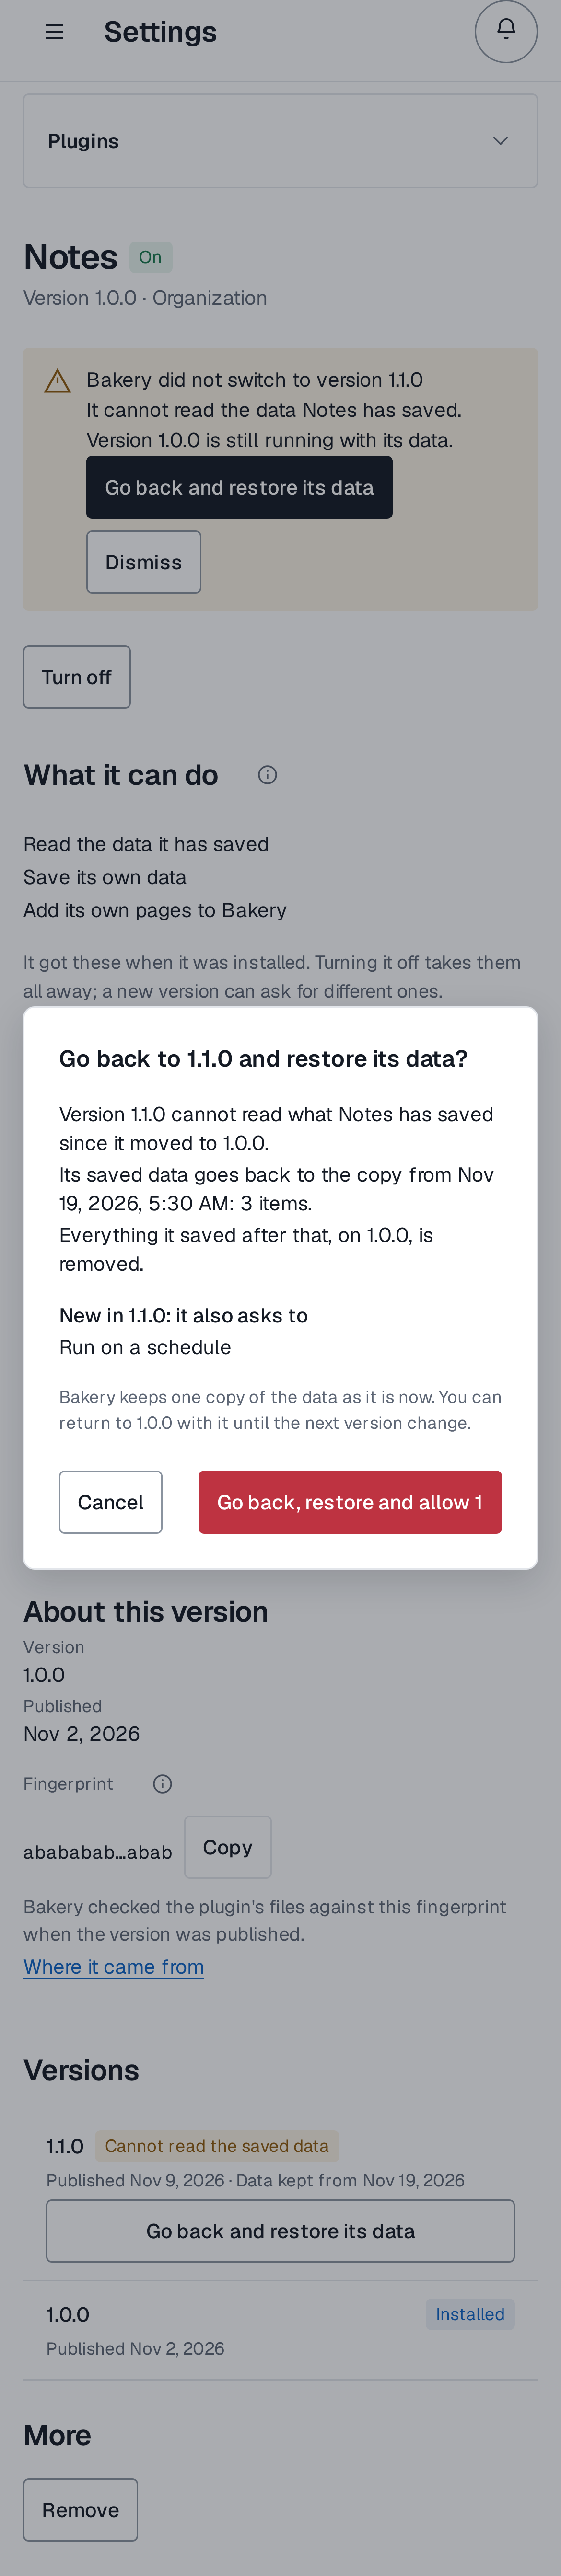 Settings
Plugins
Notes On
Version 1.0.0 · Organization
Bakery did not switch to version 1.1.0
It cannot read the data Notes has saved.
Version 1.0.0 is still running with its data.
Go back and restore its data
Dismiss
Turn off
What it can do
Read the data it has saved
Save its own data
Add its own pages to Bakery
It got these when it was installed. Turning it off takes them
all away; a new version can ask for different ones.
Go back to 1.1.0 and restore its data?
Version 1.1.0 cannot read what Notes has saved
since it moved to 1.0.0.
Its saved data goes back to the copy from Nov
19, 2026, 5:30 AM: 3 items.
Everything it saved after that, on 1.0.0, is
removed.
New in 1.1.0: it also asks to
Run on a schedule
Bakery keeps one copy of the data as it is now. You can
return to 1.0.0 with it until the next version change.
Cancel
Go back, restore and allow 1
About this version
Version
1.0.0
Published
Nov 2, 2026
Fingerprint
abababab…abab
Copy
Bakery checked the plugin's files against this fingerprint
when the version was published.
Where it came from
Versions
1.1.0 Cannot read the saved data
Published Nov 9, 2026 · Data kept from Nov 19, 2026
Go back and restore its data
1.0.0 Installed
Published Nov 2, 2026
More
Remove